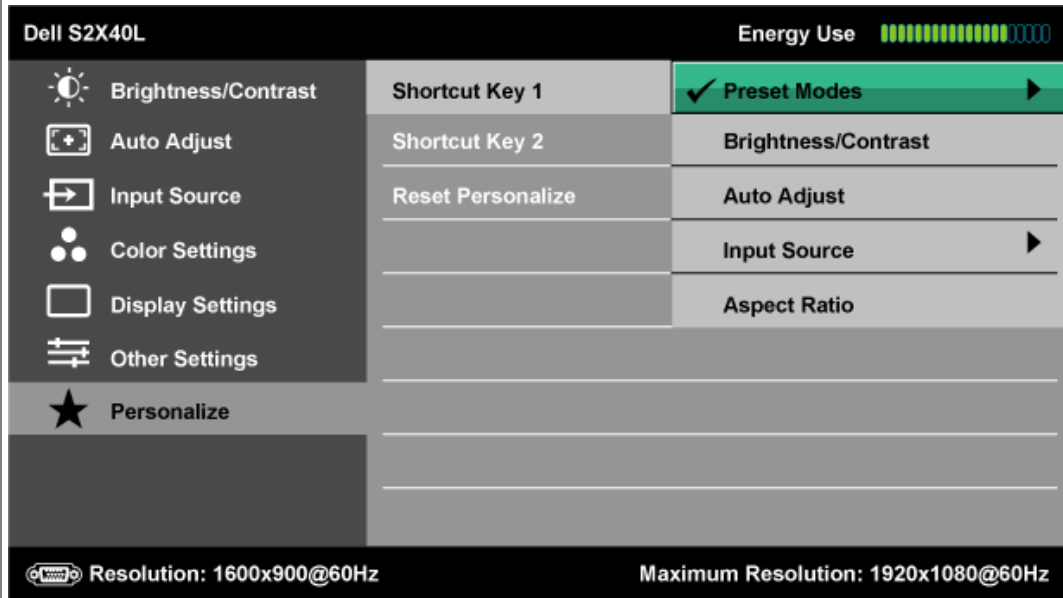 Dell S2X40L Energy Use
Brightness/Contrast Shortcut Key 1 Preset Modes
Auto Adjust Shortcut Key 2 Brightness/Contrast
Input Source Reset Personalize Auto Adjust
Color Settings Input Source
Display Settings Aspect Ratio
Other Settings
Personalize
Resolution: 1600x900@60Hz Maximum Resolution: 1920x1080@60Hz